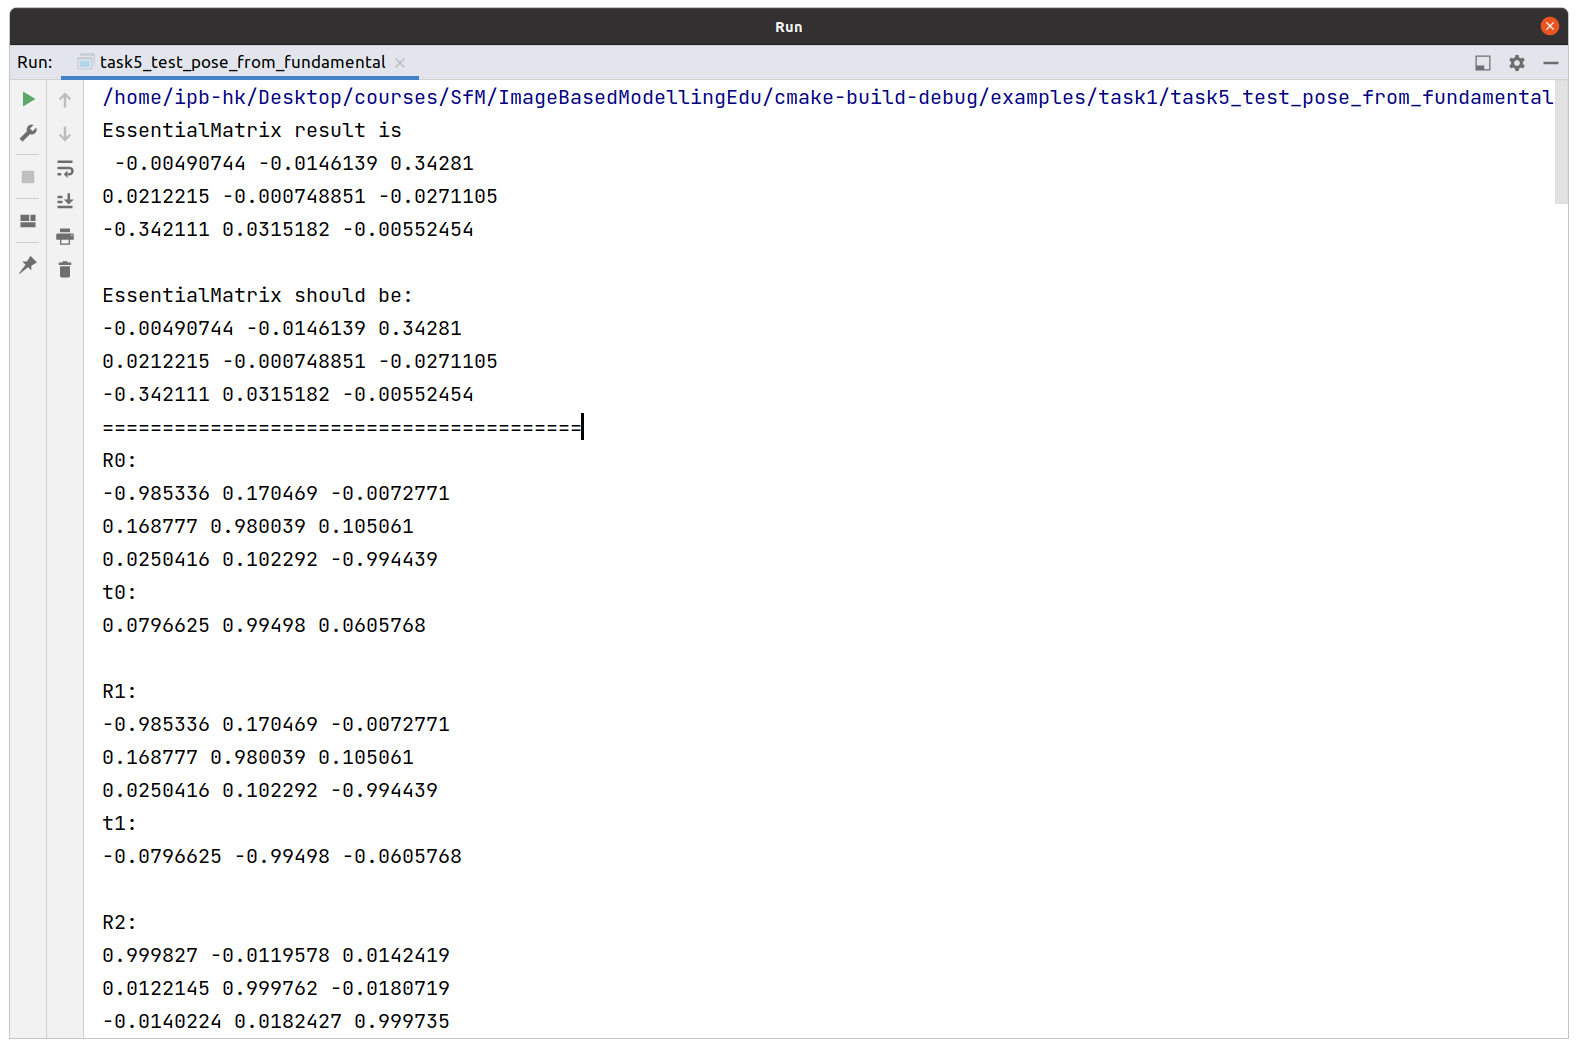 Run
Run: task5_test_pose_from_fundamental
/home/ipb-hk/Desktop/courses/SfM/ImageBasedModellingEdu/cmake-build-debug/examples/task1/task5_test_pose_from_fundamental
EssentialMatrix result is
-0.00490744 -0.0146139 0.34281
0.0212215 -0.000748851 -0.0271105
-0.342111 0.0315182 -0.00552454
EssentialMatrix should be:
-0.00490744 -0.0146139 0.34281
0.0212215 -0.000748851 -0.0271105
-0.342111 0.0315182 -0.00552454
========================================
R0:
-0.985336 0.170469 -0.0072771
0.168777 0.980039 0.105061
0.0250416 0.102292 -0.994439
t0:
0.0796625 0.99498 0.0605768
R1:
-0.985336 0.170469 -0.0072771
0.168777 0.980039 0.105061
0.0250416 0.102292 -0.994439
t1:
-0.0796625 -0.99498 -0.0605768
R2:
0.999827 -0.0119578 0.0142419
0.0122145 0.999762 -0.0180719
-0.0140224 0.0182427 0.999735